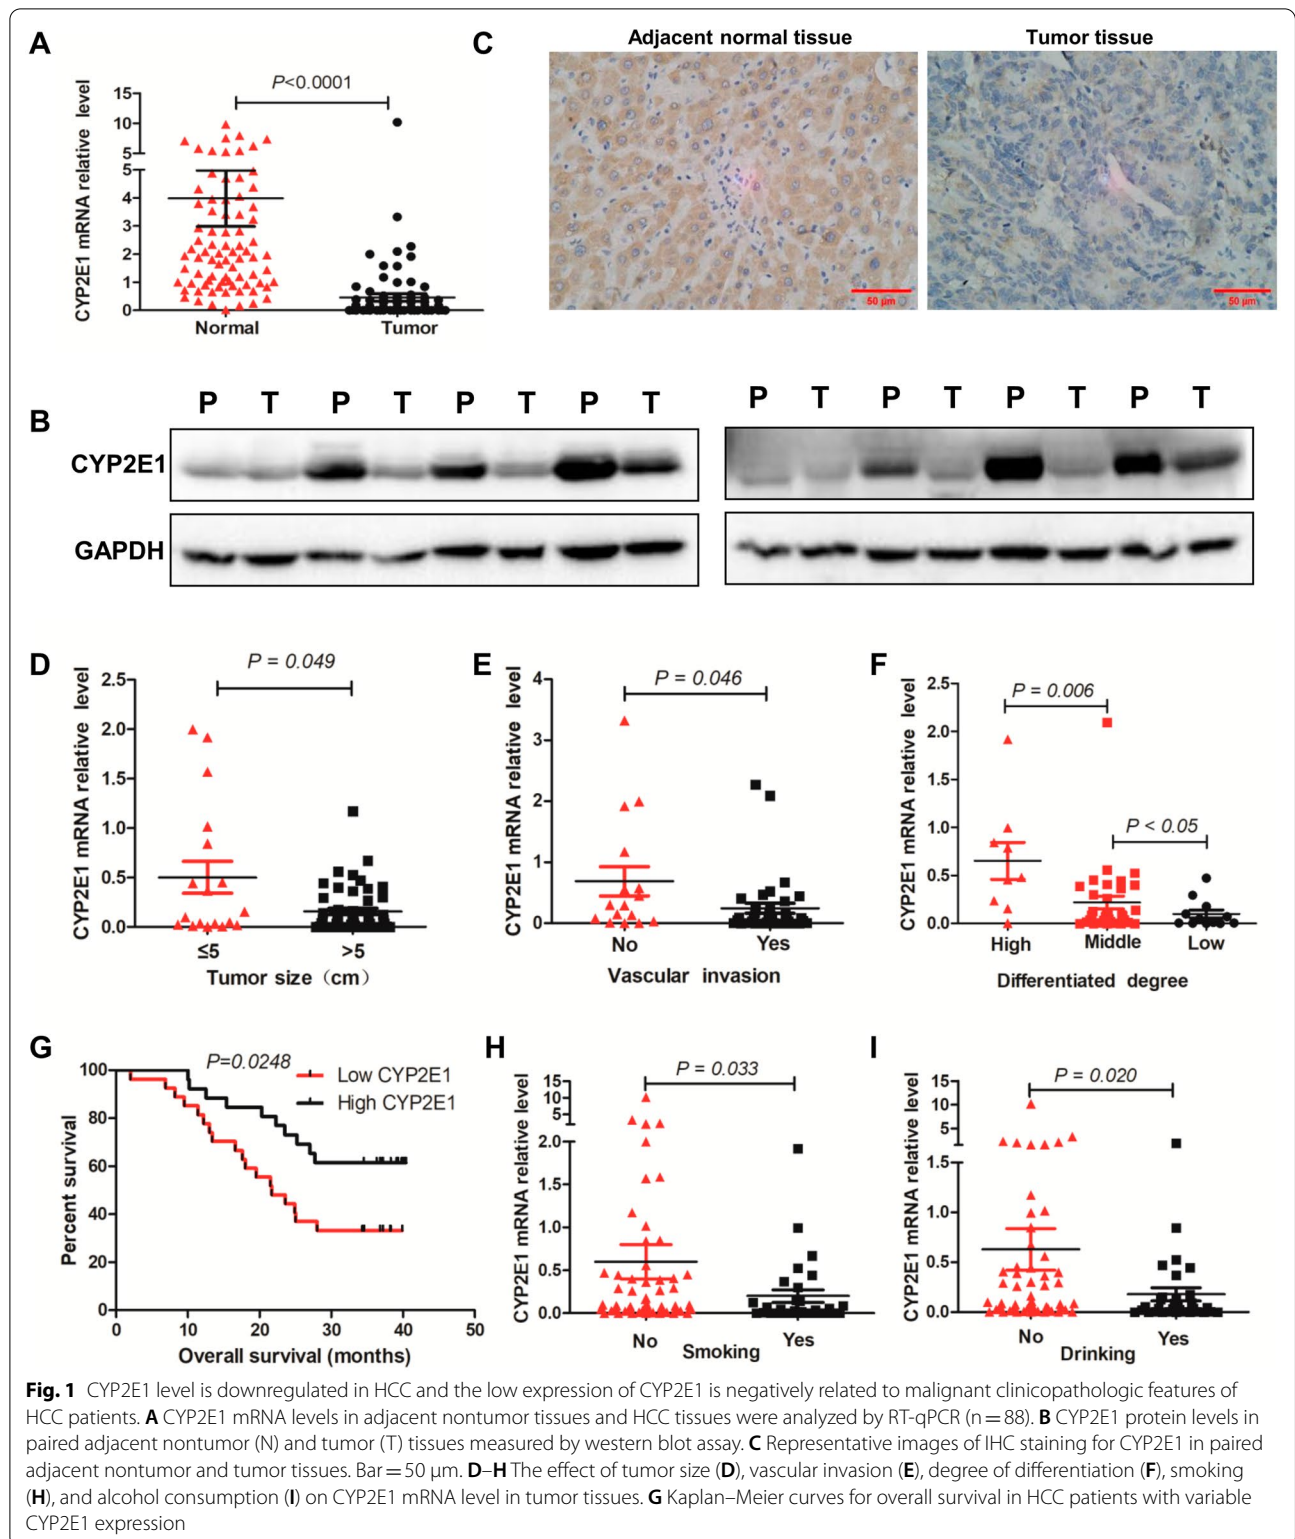 A
P<0.0001
CYP2E1 mRNA relative level
15
10
5
5
4
3
2
1
0
Normal Tumor
C
Adjacent normal tissue Tumor tissue
50 µm 50 µm
B
P T P T P T P T P T P T P T P T
CYP2E1
GAPDH
D
P = 0.049
CYP2E1 mRNA relative level
2.5
2.0
1.5
1.0
0.5
0.0
≤5 >5
Tumor size（cm）
E
P = 0.046
CYP2E1 mRNA relative level
4
3
2
1
0
No Yes
Vascular invasion
F
P = 0.006
P < 0.05
CYP2E1 mRNA relative level
2.5
2.0
1.5
1.0
0.5
0.0
High Middle Low
Differentiated degree
G
P=0.0248
Low CYP2E1
High CYP2E1
Percent survival
100
80
60
40
20
0
0 10 20 30 40 50
Overall survival (months)
H
P = 0.033
CYP2E1 mRNA relative level
15
10
5
2.0
1.5
1.0
0.5
0.0
No Yes
Smoking
I
P = 0.020
CYP2E1 mRNA relative level
15
10
5
1.5
1.0
0.5
0.0
No Yes
Drinking
Fig. 1 CYP2E1 level is downregulated in HCC and the low expression of CYP2E1 is negatively related to malignant clinicopathologic features of
HCC patients. A CYP2E1 mRNA levels in adjacent nontumor tissues and HCC tissues were analyzed by RT-qPCR (n = 88). B CYP2E1 protein levels in
paired adjacent nontumor (N) and tumor (T) tissues measured by western blot assay. C Representative images of IHC staining for CYP2E1 in paired
adjacent nontumor and tumor tissues. Bar = 50 µm. D–H The effect of tumor size (D), vascular invasion (E), degree of differentiation (F), smoking
(H), and alcohol consumption (I) on CYP2E1 mRNA level in tumor tissues. G Kaplan–Meier curves for overall survival in HCC patients with variable
CYP2E1 expression